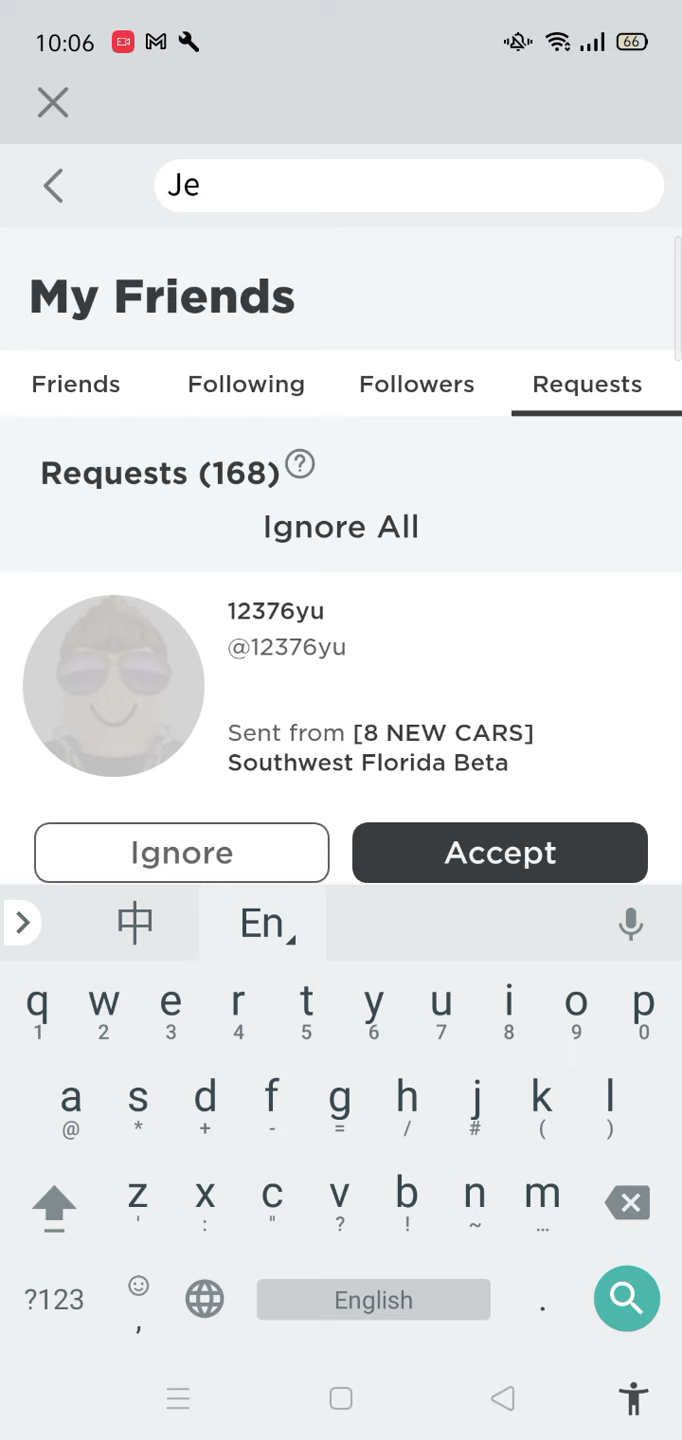 10:06
66
Je
My Friends
Friends Following Followers Requests
Requests (168) ?
Ignore All
12376yu
@12376yu
Sent from [8 NEW CARS]
Southwest Florida Beta
Ignore Accept
中 En
q w e r t y u i o p
1 2 3 4 5 6 7 8 9 0
a s d f g h j k l
@ * + - = / # ( )
z x c v b n m
' : " ? ! ~ …
?123 , English .